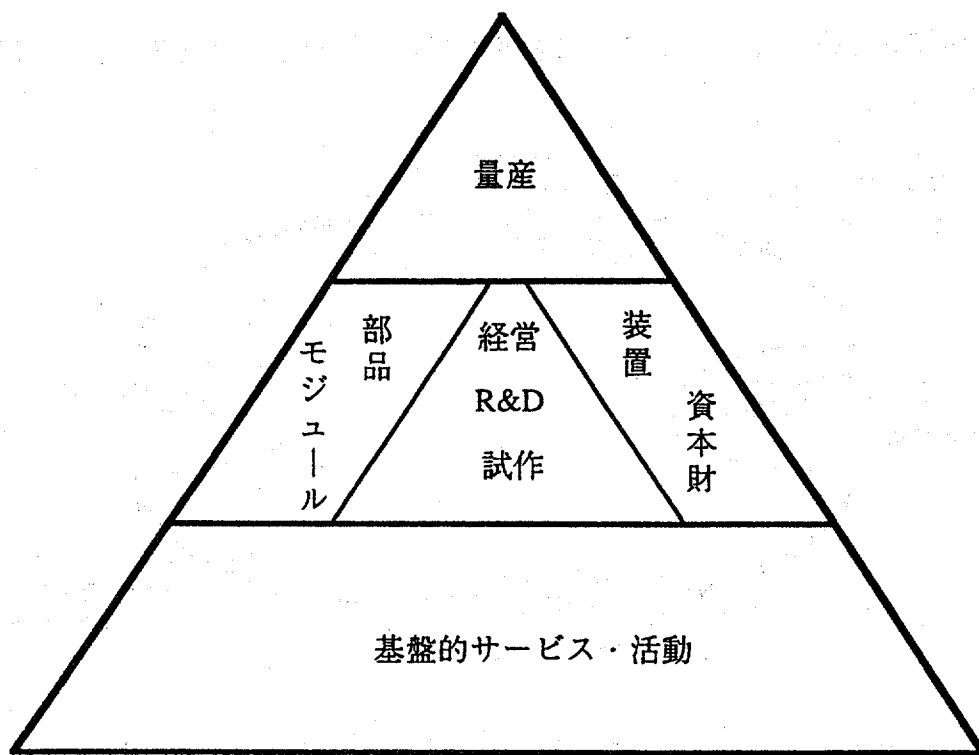 量産
部品
モジュール
経営
R&D
試作
装置
資本財
基盤的サービス・活動